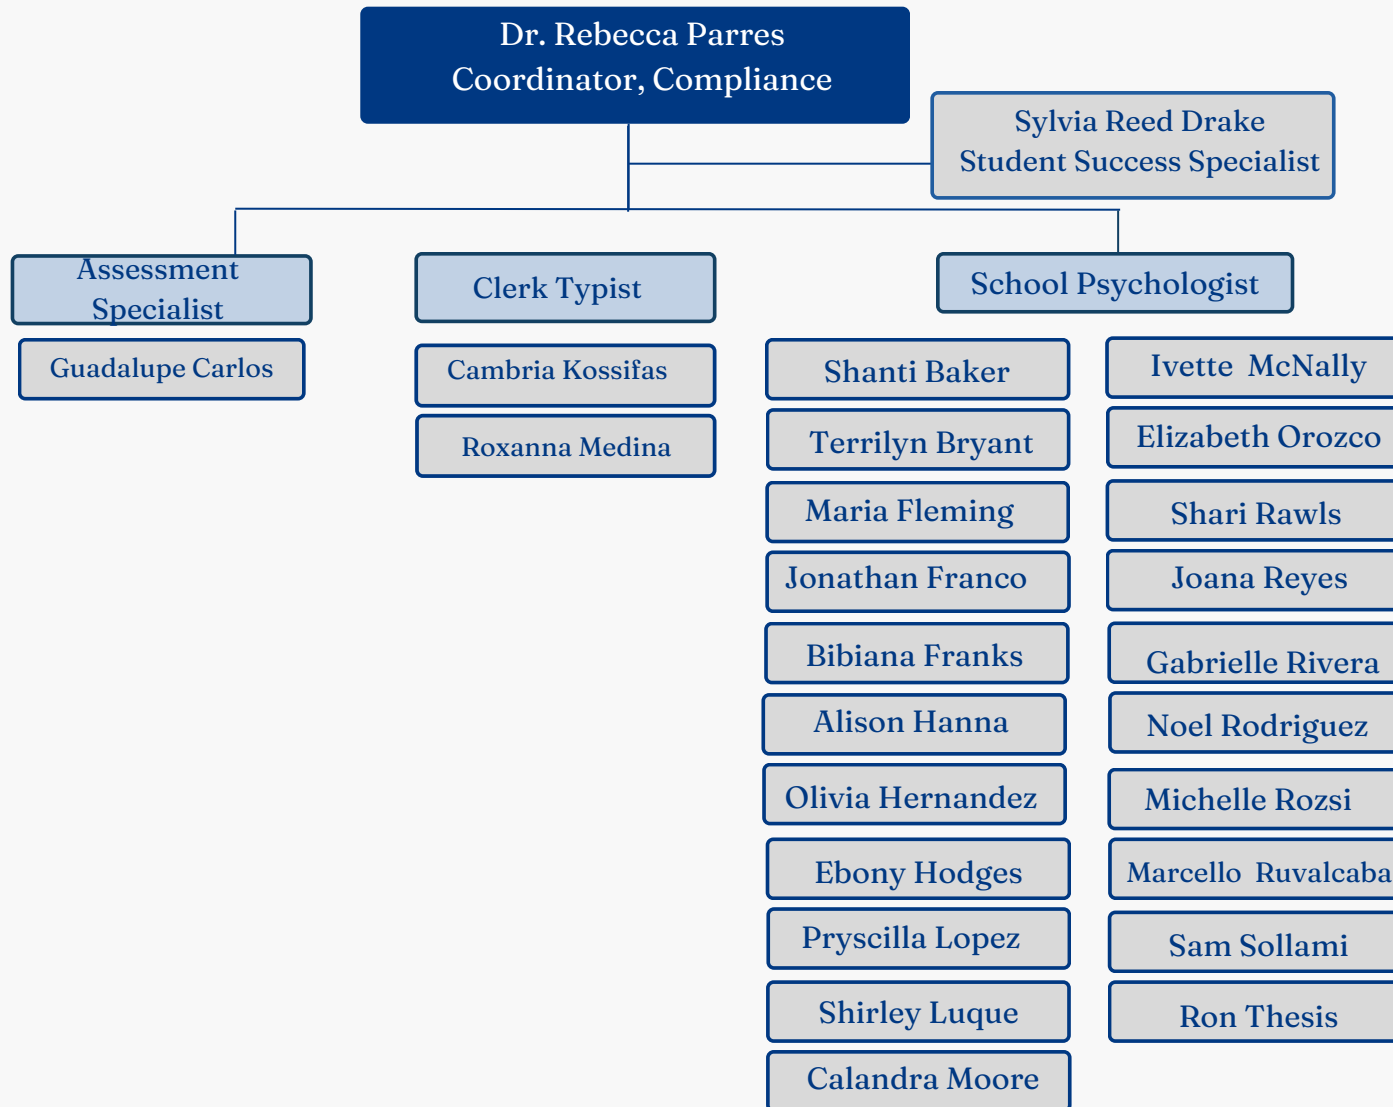 Dr. Rebecca Parres
Coordinator, Compliance
Sylvia Reed Drake
Student Success Specialist
Assessment
Specialist
Guadalupe Carlos
Clerk Typist
Cambria Kossifas
Roxanna Medina
School Psychologist
Shanti Baker
Terrilyn Bryant
Maria Fleming
Jonathan Franco
Bibiana Franks
Alison Hanna
Olivia Hernandez
Ebony Hodges
Pryscilla Lopez
Shirley Luque
Calandra Moore
Ivette McNally
Elizabeth Orozco
Shari Rawls
Joana Reyes
Gabrielle Rivera
Noel Rodriguez
Michelle Rozsi
Marcello Ruvalcaba
Sam Sollami
Ron Thesis